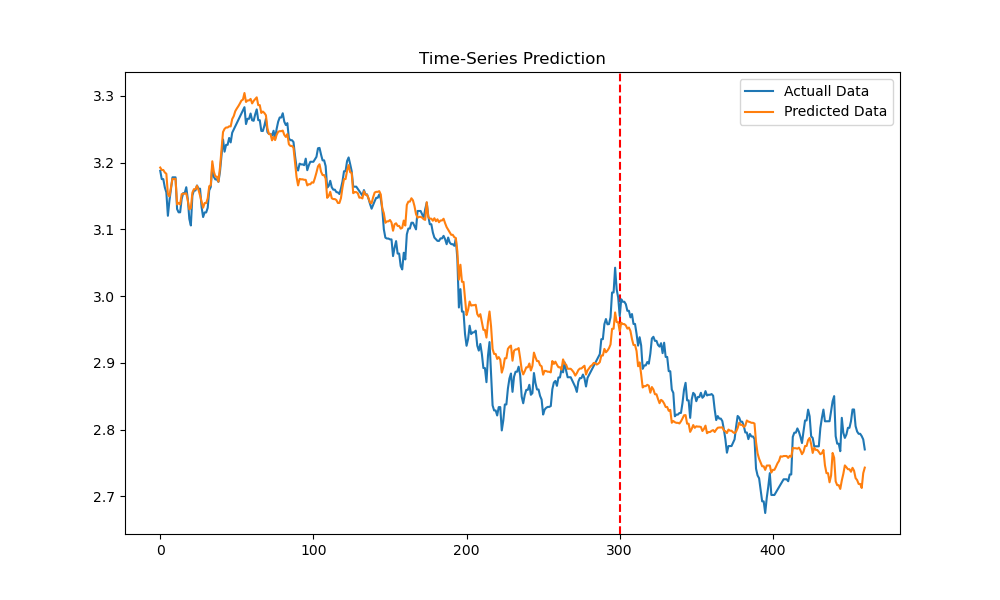 Time-Series Prediction
Actuall Data
Predicted Data
3.3
3.2
3.1
3.0
2.9
2.8
2.7
0 100 200 300 400